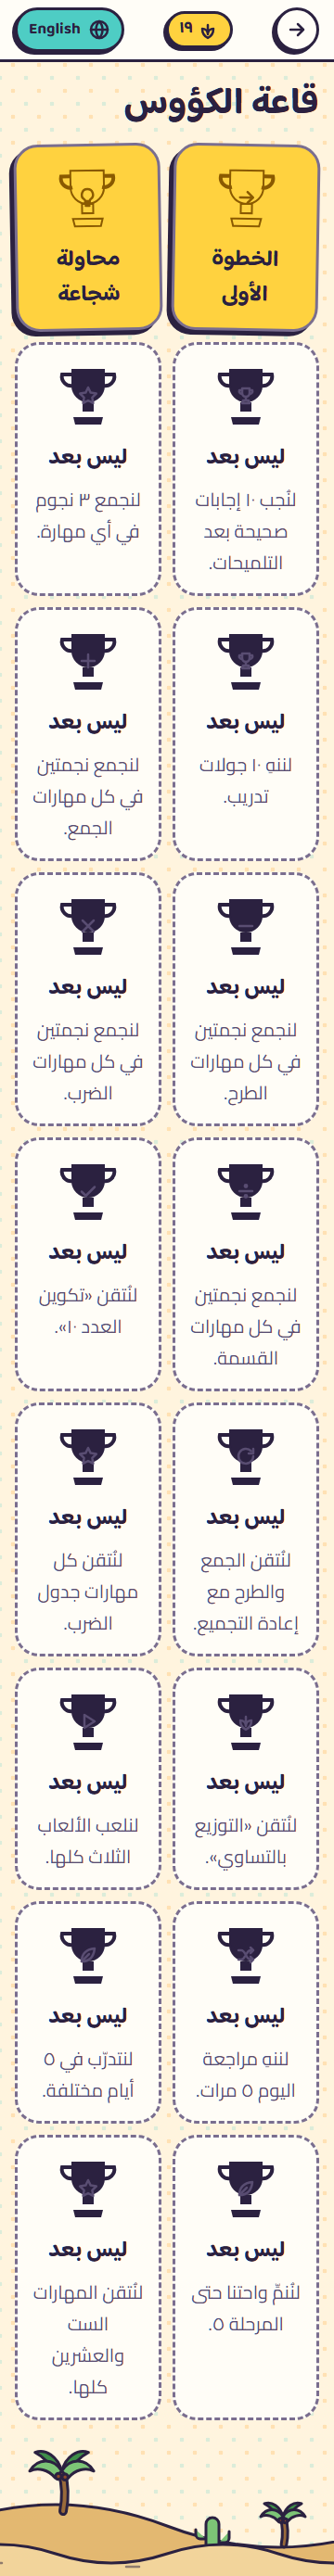 English
١٩
قاعة الكؤوس
الخطوة
الأولى
محاولة
شجاعة
ليس بعد
لنُجب ١٠ إجابات
صحيحة بعد
التلميحات.
ليس بعد
لنجمع ٣ نجوم
في أي مهارة.
ليس بعد
لننهِ ١٠ جولات
تدريب.
ليس بعد
لنجمع نجمتين
في كل مهارات
الجمع.
ليس بعد
لنجمع نجمتين
في كل مهارات
الطرح.
ليس بعد
لنجمع نجمتين
في كل مهارات
الضرب.
ليس بعد
لنجمع نجمتين
في كل مهارات
القسمة.
ليس بعد
لنُتقن «تكوين
العدد ١٠».
ليس بعد
لنُتقن الجمع
والطرح مع
إعادة التجميع.
ليس بعد
لنُتقن كل
مهارات جدول
الضرب.
ليس بعد
لنُتقن «التوزيع
بالتساوي».
ليس بعد
لنلعب الألعاب
الثلاث كلها.
ليس بعد
لننهِ مراجعة
اليوم ٥ مرات.
ليس بعد
لنتدرّب في ٥
أيام مختلفة.
ليس بعد
لنُنمِّ واحتنا حتى
المرحلة ٥.
ليس بعد
لنُتقن المهارات
الست
والعشرين
كلها.